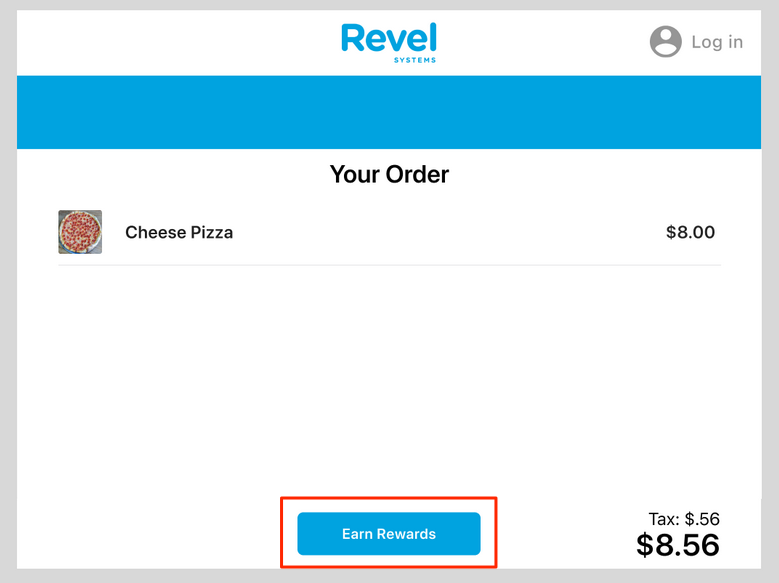 Revel
SYSTEMS
Log in
Your Order
Cheese Pizza $8.00
Earn Rewards
Tax: $.56
$8.56